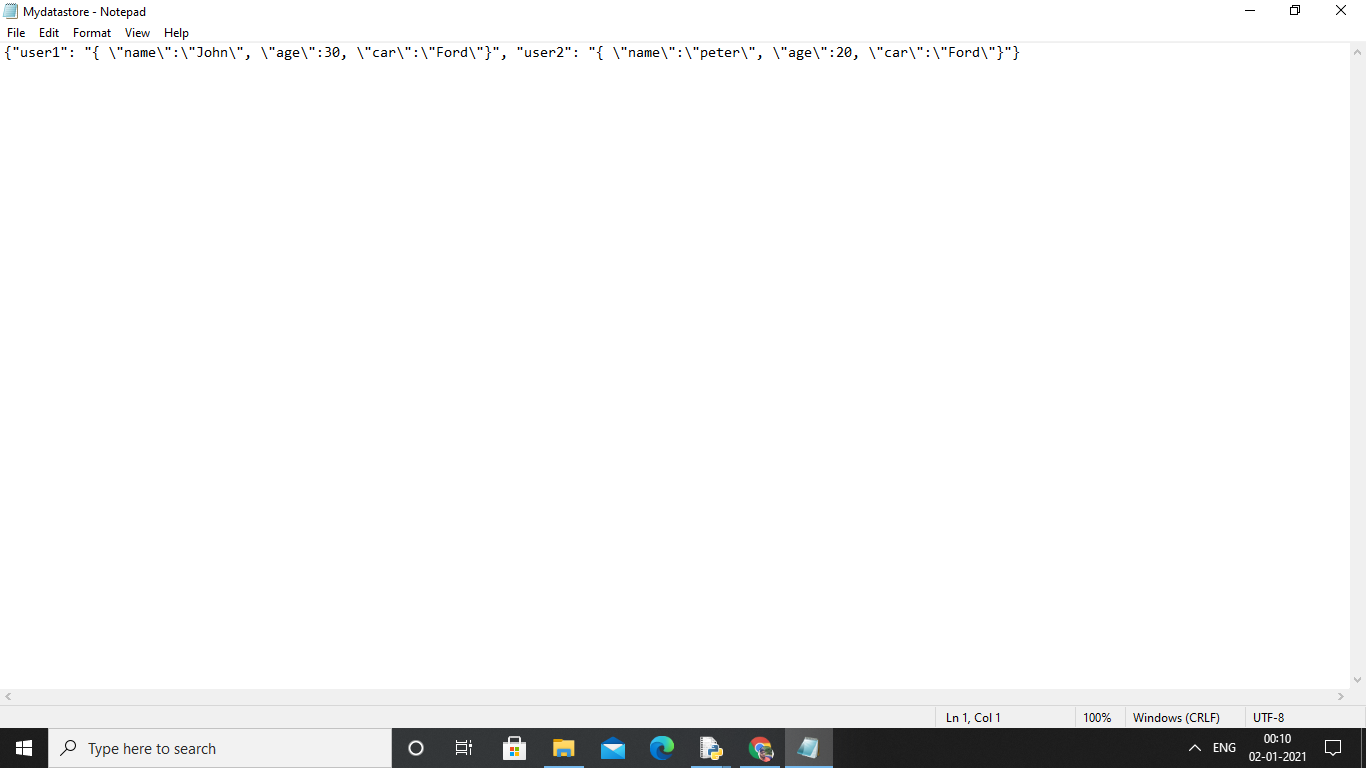 Mydatastore - Notepad
File Edit Format View Help
{"user1": "{ \"name\":\"John\", \"age\":30, \"car\":\"Ford\"}", "user2": "{ \"name\":\"peter\", \"age\":20, \"car\":\"Ford\"}"}
Ln 1, Col 1 100% Windows (CRLF) UTF-8
Type here to search
ENG
00:10
02-01-2021